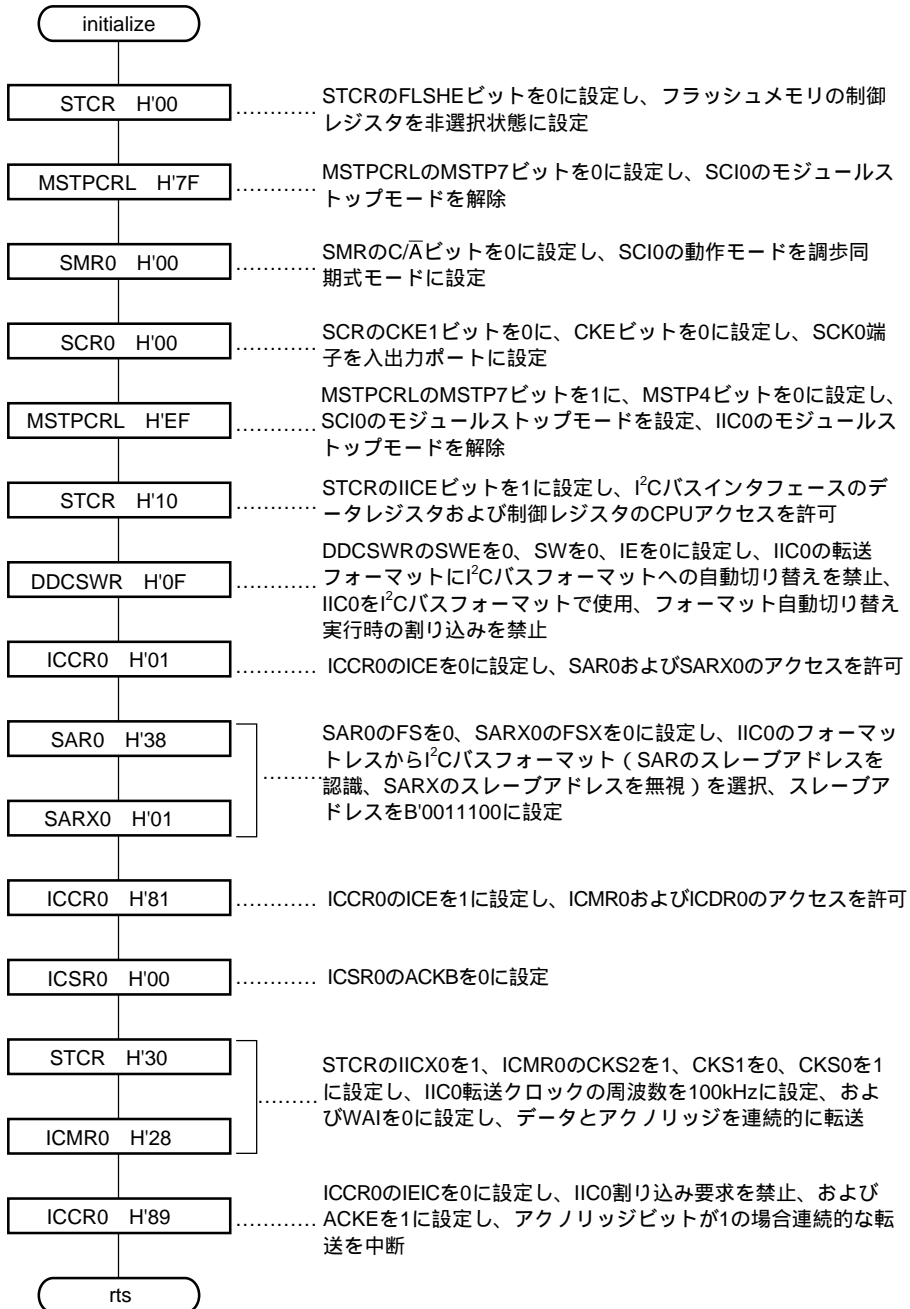 initialize
STCR H'00
………… STCRのFLSHEビットを0に設定し、フラッシュメモリの制御
レジスタを非選択状態に設定
MSTPCRL H'7F
………… MSTPCRLのMSTP7ビットを0に設定し、SCI0のモジュールス
トップモードを解除
SMR0 H'00
………… SMRのC/A̅ビットを0に設定し、SCI0の動作モードを調歩同
期式モードに設定
SCR0 H'00
………… SCRのCKE1ビットを0に、CKEビットを0に設定し、SCK0端
子を入出力ポートに設定
MSTPCRL H'EF
MSTPCRLのMSTP7ビットを1に、MSTP4ビットを0に設定し、
………… SCI0のモジュールストップモードを設定、IIC0のモジュールス
トップモードを解除
STCR H'10
………… STCRのIICEビットを1に設定し、I²Cバスインタフェースのデ
ータレジスタおよび制御レジスタのCPUアクセスを許可
DDCSWR H'0F
DDCSWRのSWEを0、SWを0、IEを0に設定し、IIC0の転送
………… フォーマットにI²Cバスフォーマットへの自動切り替えを禁止、
IIC0をI²Cバスフォーマットで使用、フォーマット自動切り替え
実行時の割り込みを禁止
ICCR0 H'01
………… ICCR0のICEを0に設定し、SAR0およびSARX0のアクセスを許可
SAR0 H'38
SARX0 H'01
SAR0のFSを0、SARX0のFSXを0に設定し、IIC0のフォーマッ
トレスからI²Cバスフォーマット（SARのスレーブアドレスを
………認識、SARXのスレーブアドレスを無視）を選択、スレーブア
ドレスをB'0011100に設定
ICCR0 H'81
………… ICCR0のICEを1に設定し、ICMR0およびICDR0のアクセスを許可
ICSR0 H'00
………… ICSR0のACKBを0に設定
STCR H'30
ICMR0 H'28
STCRのIICX0を1、ICMR0のCKS2を1、CKS1を0、CKS0を1
……… に設定し、IIC0転送クロックの周波数を100kHzに設定、およ
びWAIを0に設定し、データとアクノリッジを連続的に転送
ICCR0 H'89
ICCR0のIEICを0に設定し、IIC0割り込み要求を禁止、および
………… ACKEを1に設定し、アクノリッジビットが1の場合連続的な転
送を中断
rts